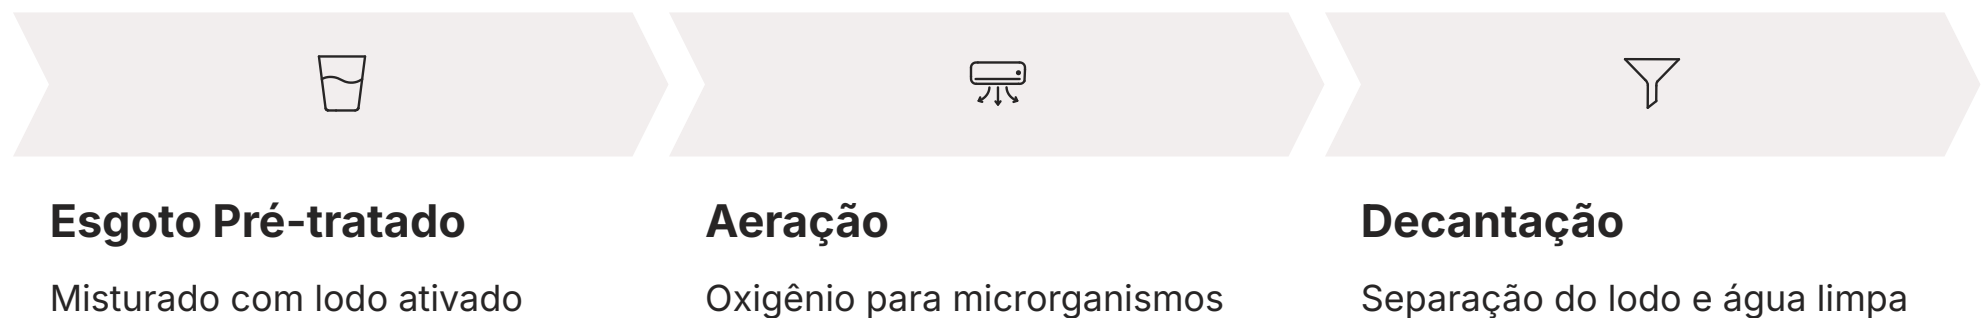 Esgoto Pré-tratado
Misturado com lodo ativado
Aeração
Oxigênio para microrganismos
Decantação
Separação do lodo e água limpa